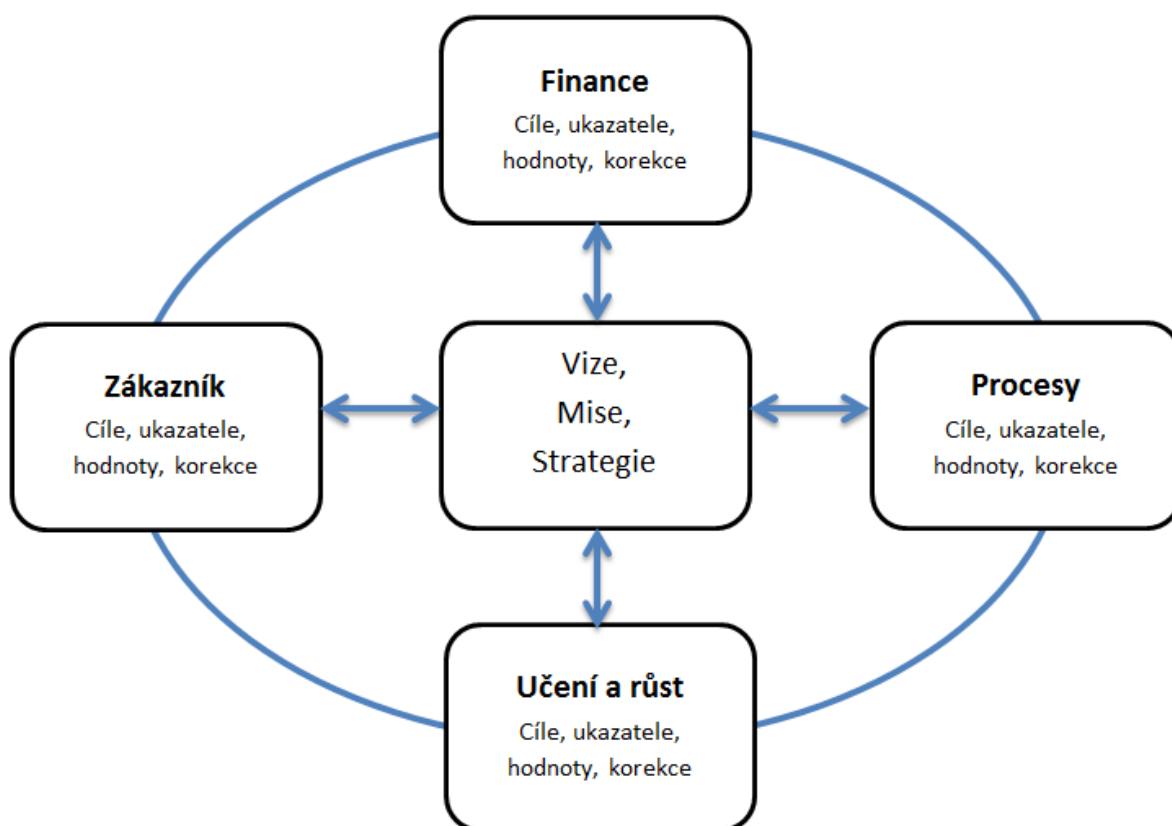 Finance
Cíle, ukazatele,
hodnoty, korekce
Zákazník
Cíle, ukazatele,
hodnoty, korekce
Vize,
Mise,
Strategie
Procesy
Cíle, ukazatele,
hodnoty, korekce
Učení a růst
Cíle, ukazatele,
hodnoty, korekce